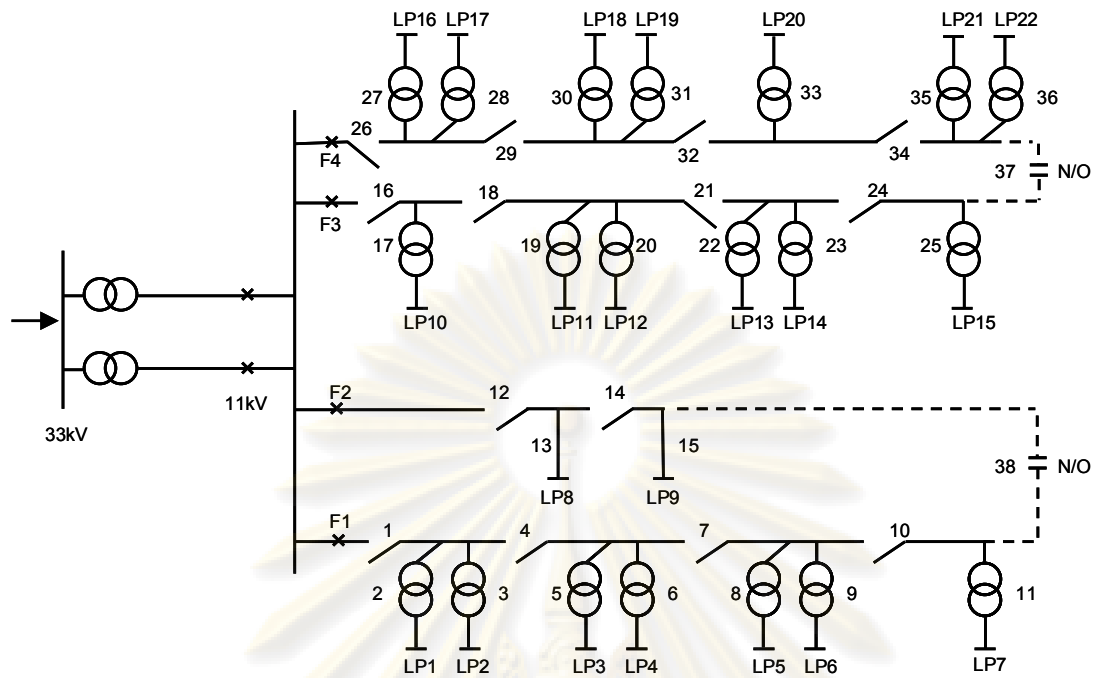 LP16 LP17 LP18 LP19 LP20 LP21 LP22
27 28 30 31 33 35 36
26
F4 29 32 34 37 N/O
16 18 21 24
F3
17 19 20 22 23 25
LP10 LP11 LP12 LP13 LP14 LP15
F2 12 14
11kV
33kV
13 15
38 N/O
LP8 LP9
F1 1 4 7 10
2 3 5 6 8 9 11
LP1 LP2 LP3 LP4 LP5 LP6 LP7